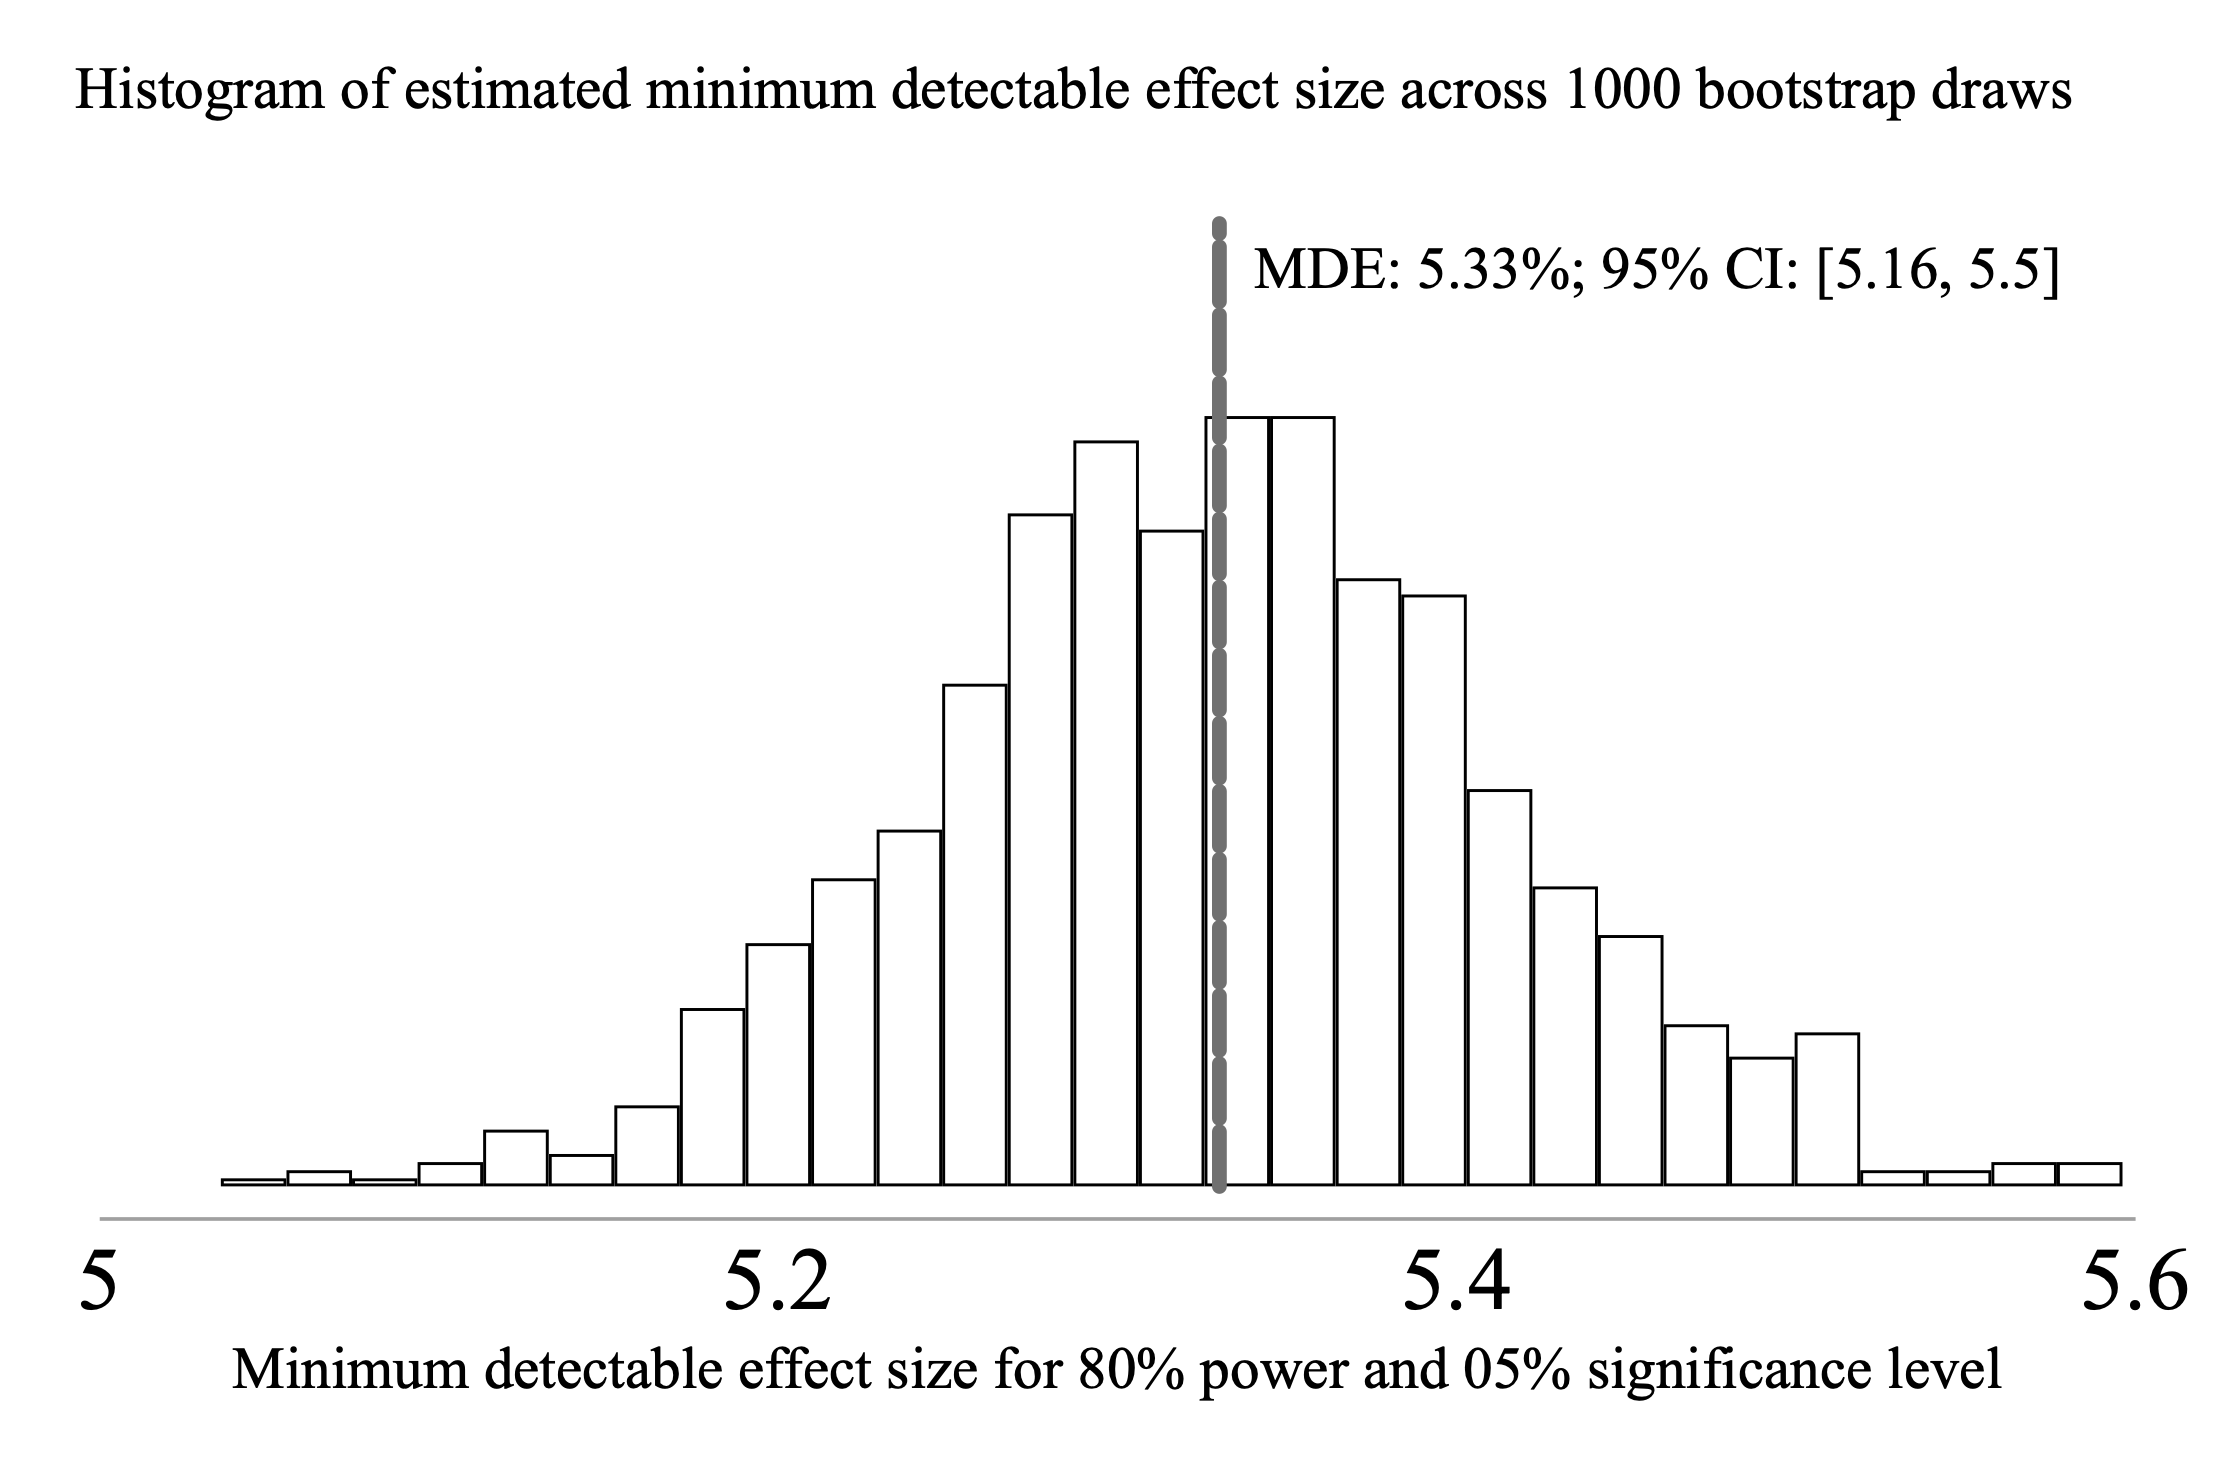 Histogram of estimated minimum detectable effect size across 1000 bootstrap draws
MDE: 5.33%; 95% CI: [5.16, 5.5]
5 5.2 5.4 5.6
Minimum detectable effect size for 80% power and 05% significance level